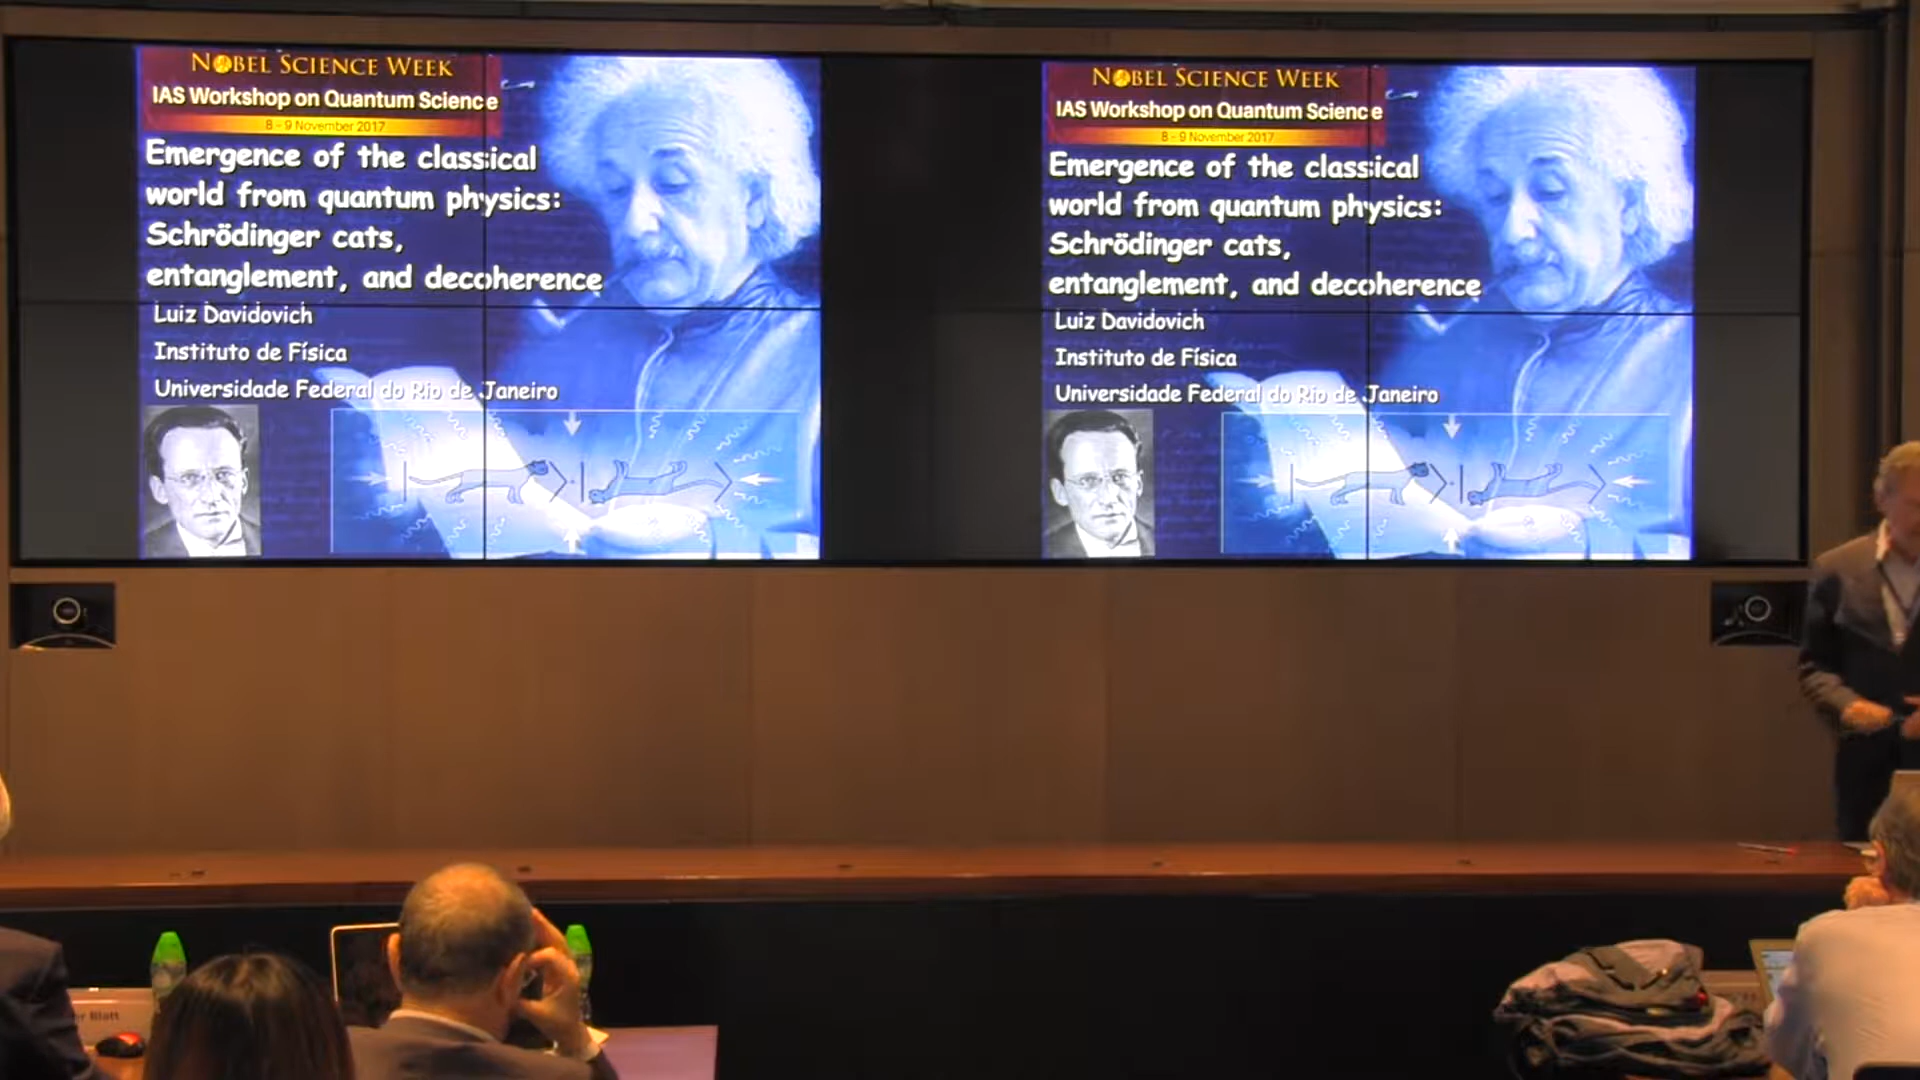 NOBEL SCIENCE WEEK
IAS Workshop on Quantum Science
8 - 9 November 2017
Emergence of the classical
world from quantum physics:
Schrödinger cats,
entanglement, and decoherence
Luiz Davidovich
Instituto de Física
Universidade Federal do Rio de Janeiro
NOBEL SCIENCE WEEK
IAS Workshop on Quantum Science
8 - 9 November 2017
Emergence of the classical
world from quantum physics:
Schrödinger cats,
entanglement, and decoherence
Luiz Davidovich
Instituto de Física
Universidade Federal do Rio de Janeiro
Blatt